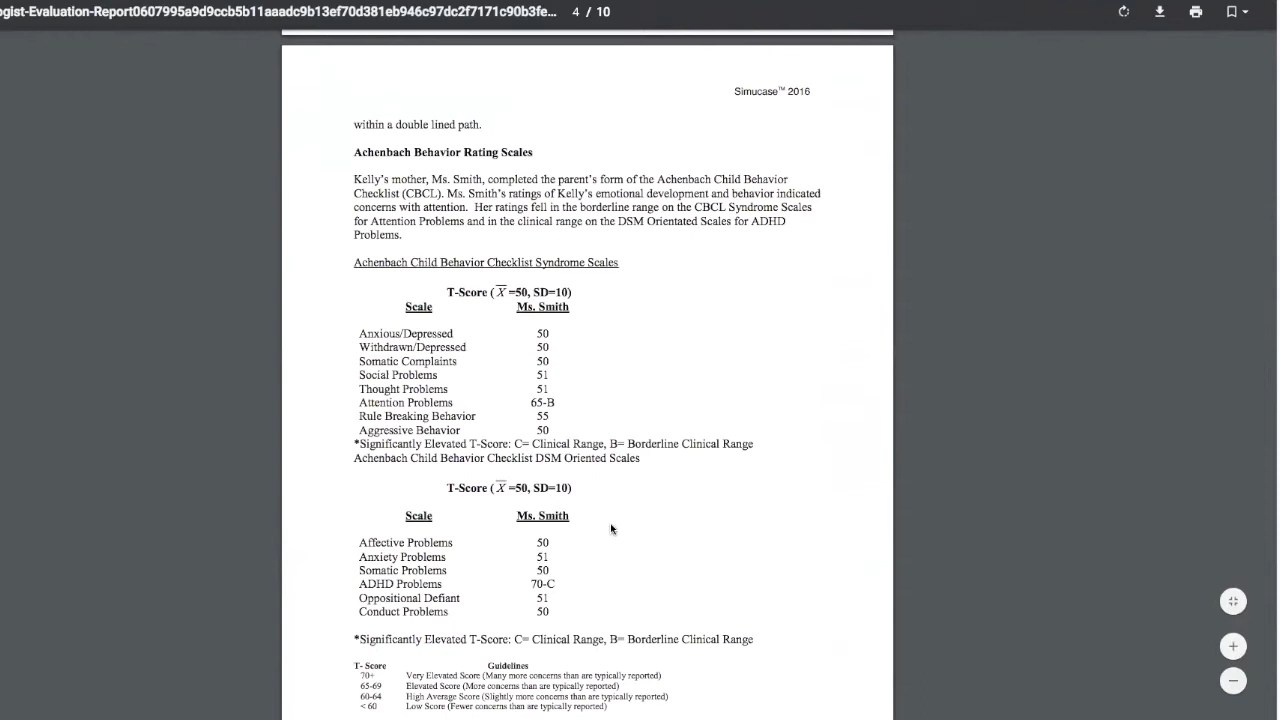 ogist-Evaluation-Report0607995a9d9ccb5b11aaadc9b13ef70d381eb946c97dc2f7171c90b3fe... 4 / 10
Simucase™ 2016
within a double lined path.
Achenbach Behavior Rating Scales
Kelly's mother, Ms. Smith, completed the parent's form of the Achenbach Child Behavior
Checklist (CBCL). Ms. Smith's ratings of Kelly's emotional development and behavior indicated
concerns with attention. Her ratings fell in the borderline range on the CBCL Syndrome Scales
for Attention Problems and in the clinical range on the DSM Orientated Scales for ADHD
Problems.
Achenbach Child Behavior Checklist Syndrome Scales
T-Score ( X̄ =50, SD=10)
Scale Ms. Smith
Anxious/Depressed 50
Withdrawn/Depressed 50
Somatic Complaints 50
Social Problems 51
Thought Problems 51
Attention Problems 65-B
Rule Breaking Behavior 55
Aggressive Behavior 50
*Significantly Elevated T-Score: C= Clinical Range, B= Borderline Clinical Range
Achenbach Child Behavior Checklist DSM Oriented Scales
T-Score ( X̄ =50, SD=10)
Scale Ms. Smith
Affective Problems 50
Anxiety Problems 51
Somatic Problems 50
ADHD Problems 70-C
Oppositional Defiant 51
Conduct Problems 50
*Significantly Elevated T-Score: C= Clinical Range, B= Borderline Clinical Range
T- Score Guidelines
70+ Very Elevated Score (Many more concerns than are typically reported)
65-69 Elevated Score (More concerns than are typically reported)
60-64 High Average Score (Slightly more concerns than are typically reported)
< 60 Low Score (Fewer concerns than are typically reported)